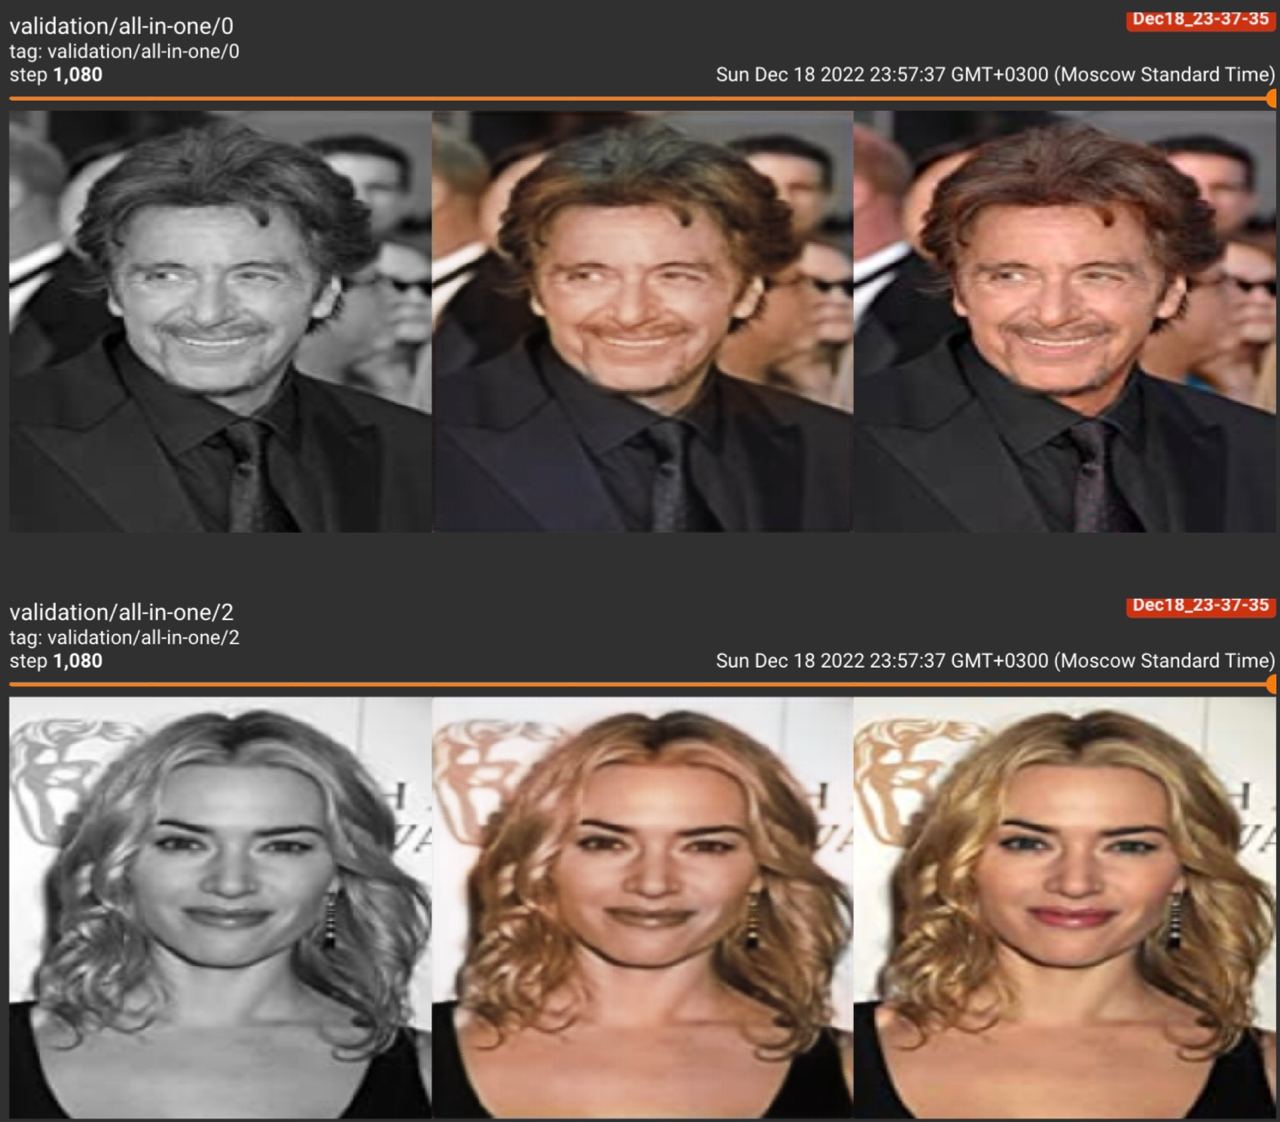 validation/all-in-one/0
Dec18_23-37-35
tag: validation/all-in-one/0
step 1,080
Sun Dec 18 2022 23:57:37 GMT+0300 (Moscow Standard Time)
validation/all-in-one/2
Dec18_23-37-35
tag: validation/all-in-one/2
step 1,080
Sun Dec 18 2022 23:57:37 GMT+0300 (Moscow Standard Time)